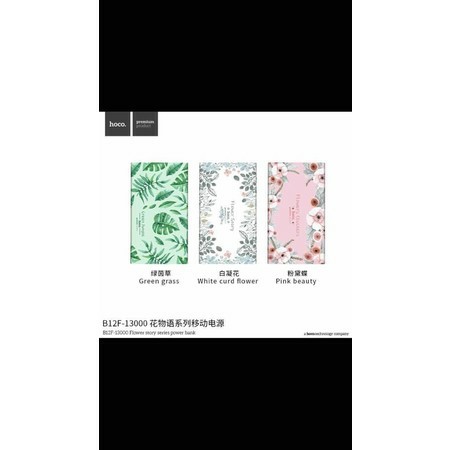 hoco.
premium
product
绿茵草
Green grass
白凝花
White curd flower
粉黛蝶
Pink beauty
B12F-13000 花物语系列移动电源
B12F-13000 Flower story series power bank